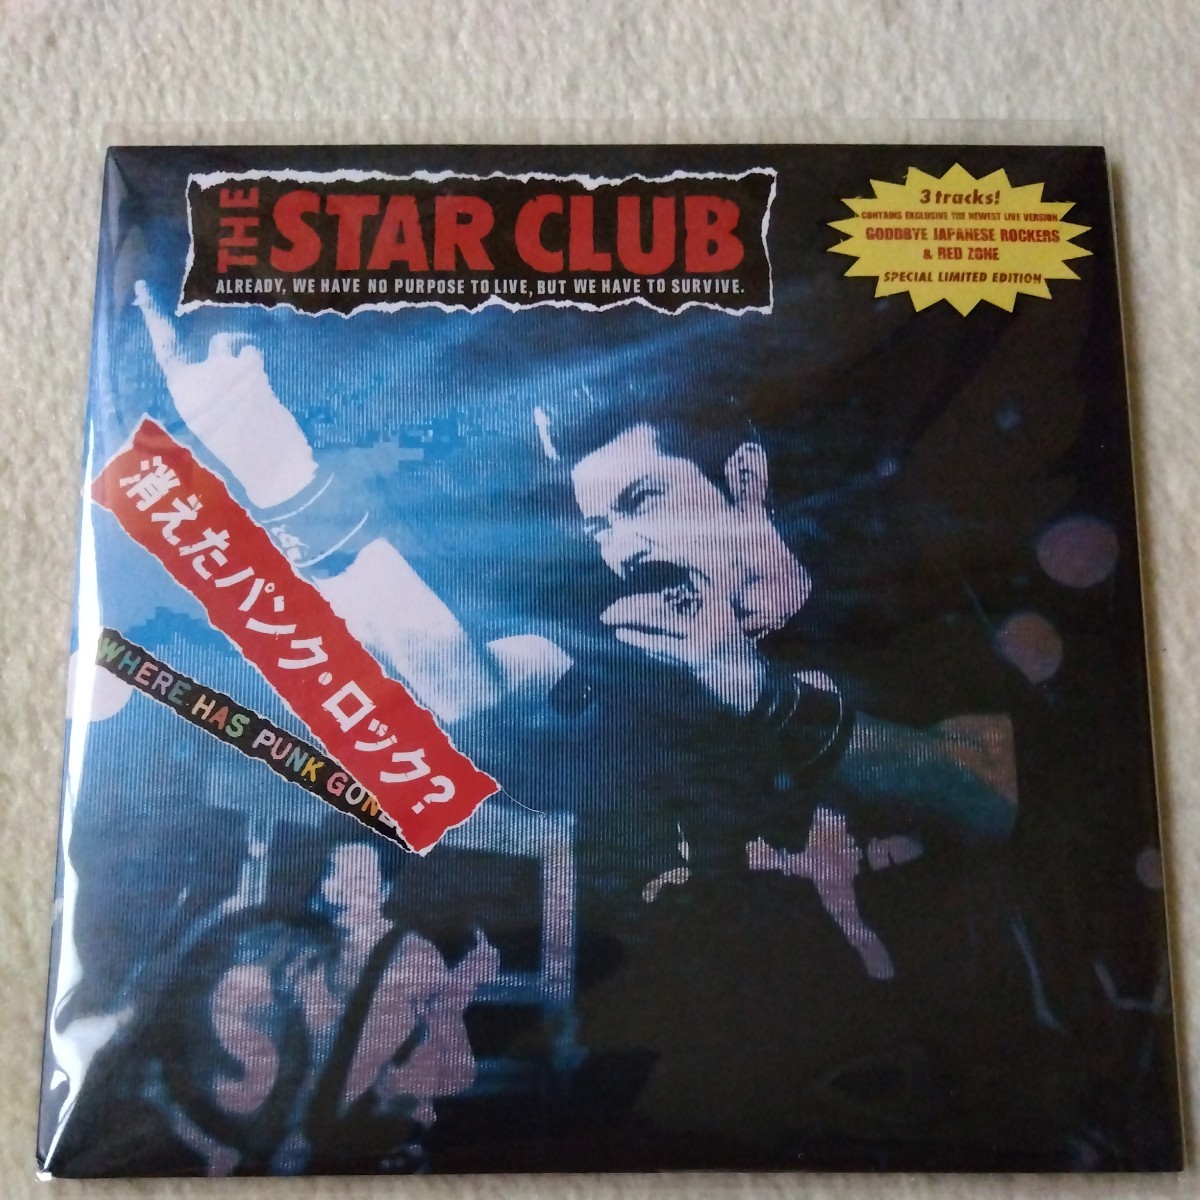 THE STAR CLUB
ALREADY, WE HAVE NO PURPOSE TO LIVE, BUT WE HAVE TO SURVIVE.
3 tracks!
CONTAINS EXCLUSIVE THE NEWEST LIVE VERSION
GODDBYE JAPANESE ROCKERS
& RED ZONE
SPECIAL LIMITED EDITION
消えたパンク・ロック?
WHERE HAS PUNK GONE
S